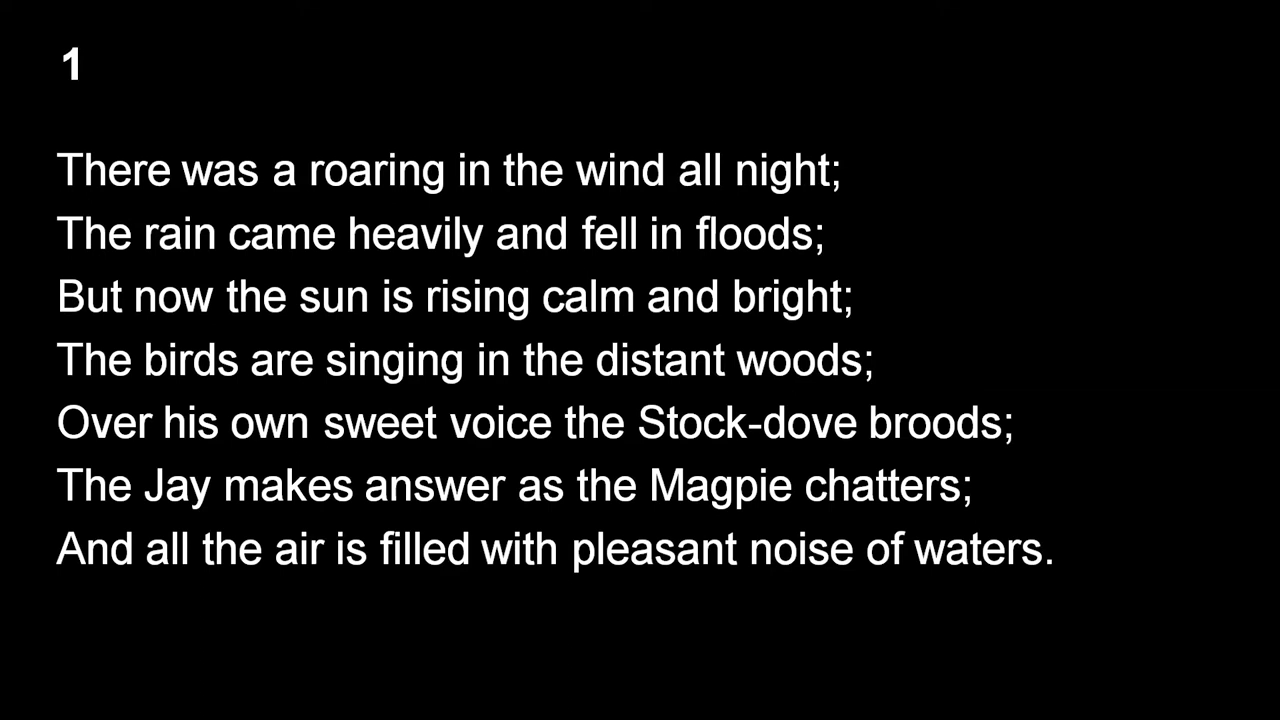 1
There was a roaring in the wind all night;
The rain came heavily and fell in floods;
But now the sun is rising calm and bright;
The birds are singing in the distant woods;
Over his own sweet voice the Stock-dove broods;
The Jay makes answer as the Magpie chatters;
And all the air is filled with pleasant noise of waters.